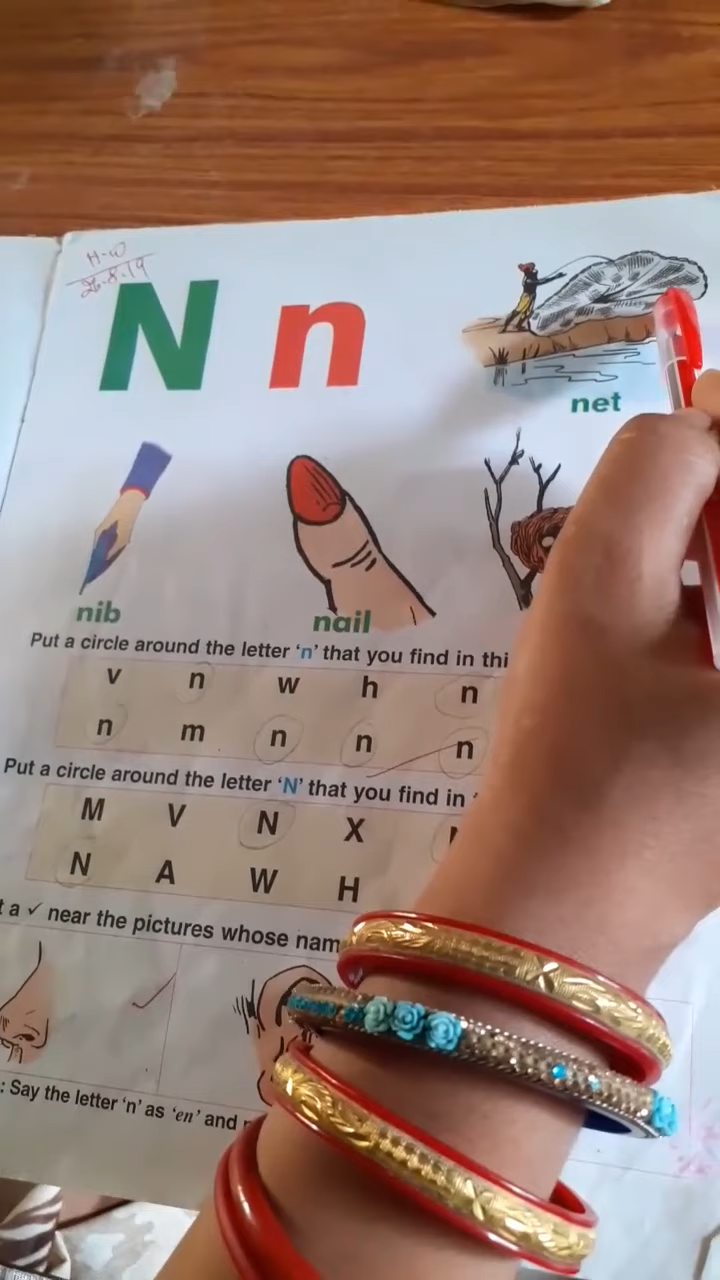 H-W
26-8-19
N n
net
nib
nail
Put a circle around the letter 'n' that you find in thi
v n w h n
n m n n n
Put a circle around the letter 'N' that you find in
M V N X
N A W H
t a ✓ near the pictures whose nam
: Say the letter 'n' as 'en' and